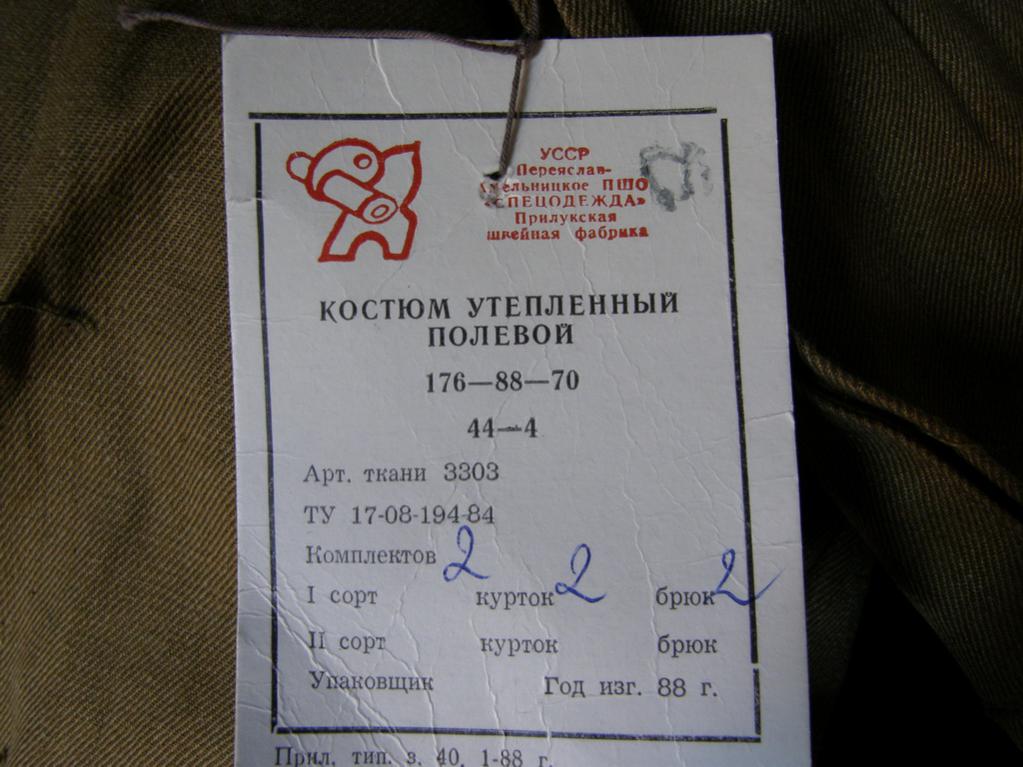 УССР
Переяслав-
Хмельницкое ПШО
«СПЕЦОДЕЖДА»
Прилукская
швейная фабрика
КОСТЮМ УТЕПЛЕННЫЙ
ПОЛЕВОЙ
176—88—70
44—4
Арт. ткани 3303
ТУ 17-08-194-84
Комплектов 2
I сорт курток 2 брюк 2
II сорт курток брюк
Упаковщик Год изг. 88 г.
Прил. тип. з. 40. 1-88 г.